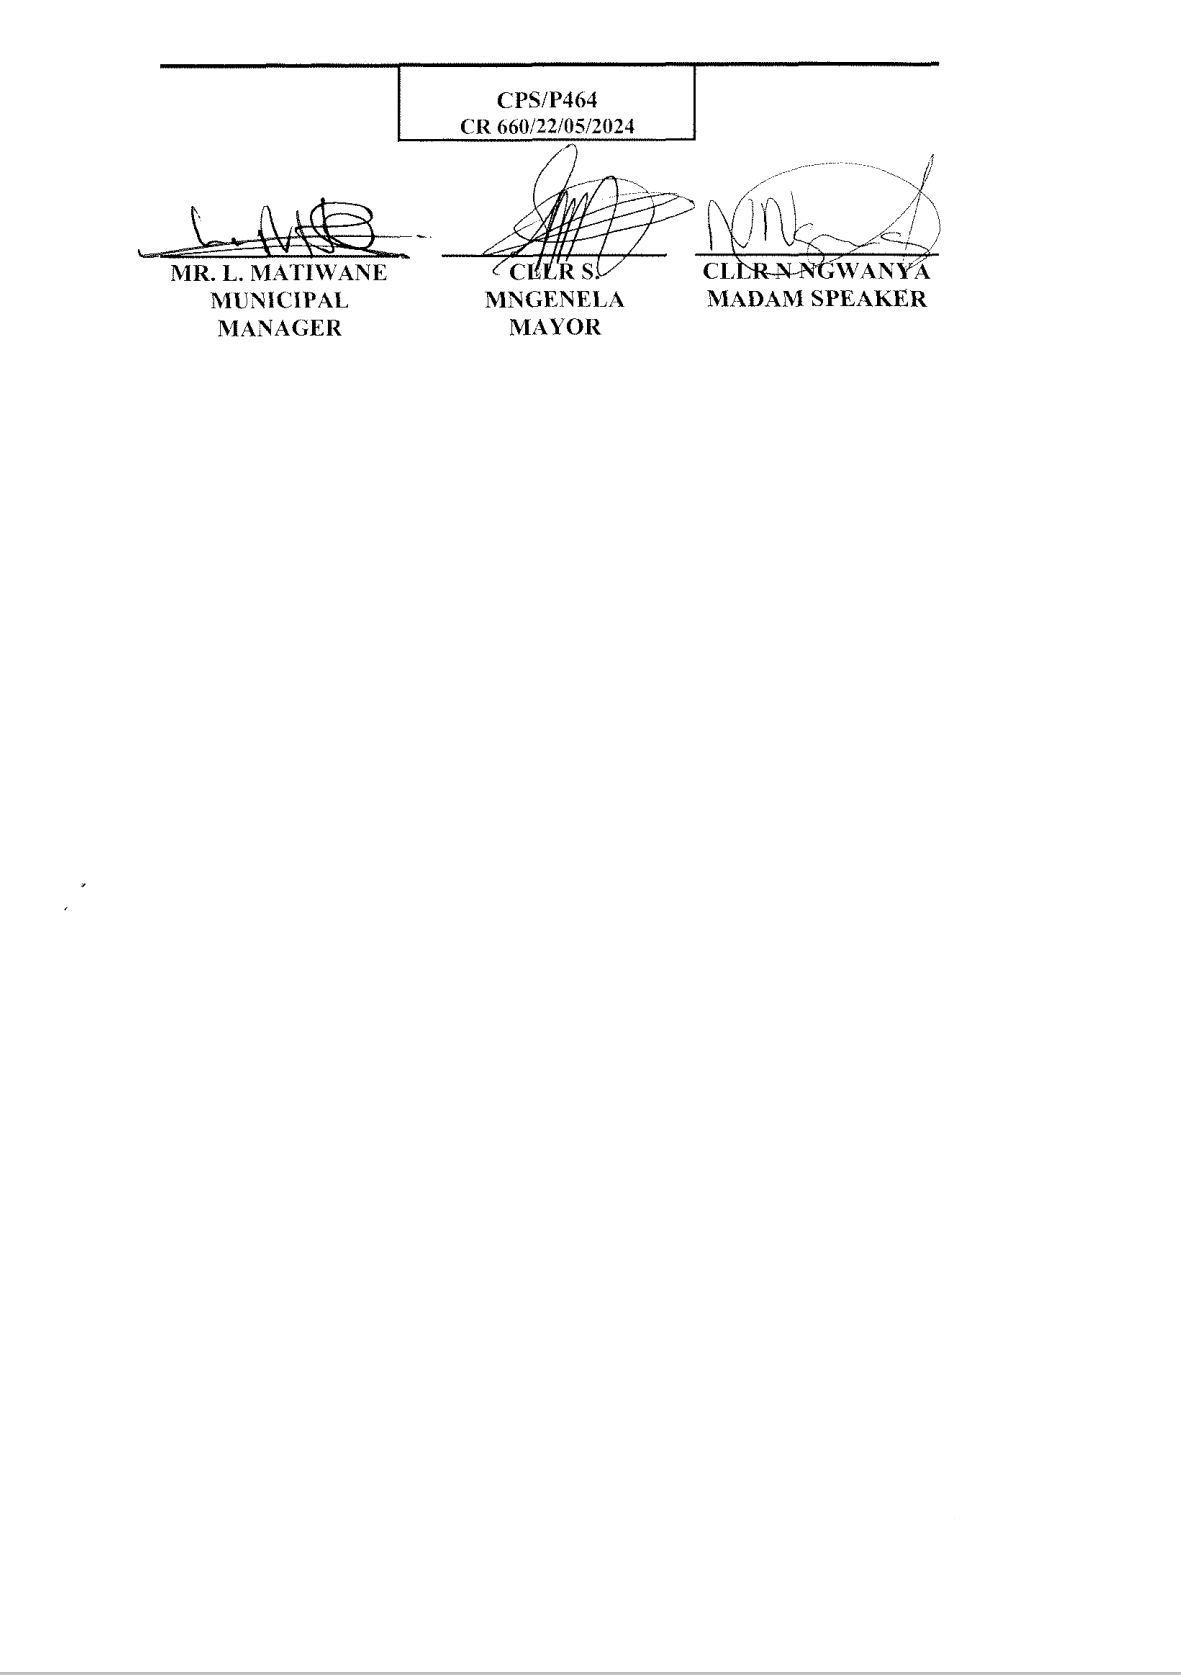 CPS/P464
CR 660/22/05/2024
MR. L. MATIWANE
MUNICIPAL
MANAGER
CLLR S.
MNGENELA
MAYOR
CLLR N NGWANYA
MADAM SPEAKER